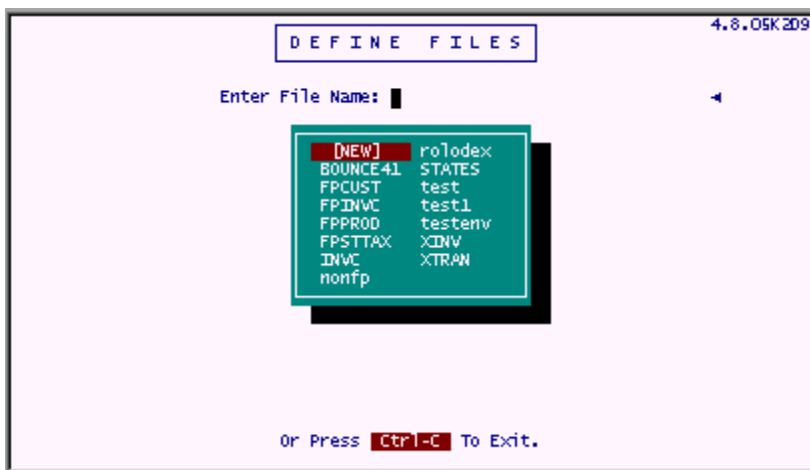 4.8.05K2D9
DEFINE FILES
Enter File Name:
[NEW] rolodex
BOUNCE41 STATES
FPCUST test
FPINVC test1
FPPROD testenv
FPSTTAX XINV
INVC XTRAN
nonfp
Or Press Ctrl-C To Exit.